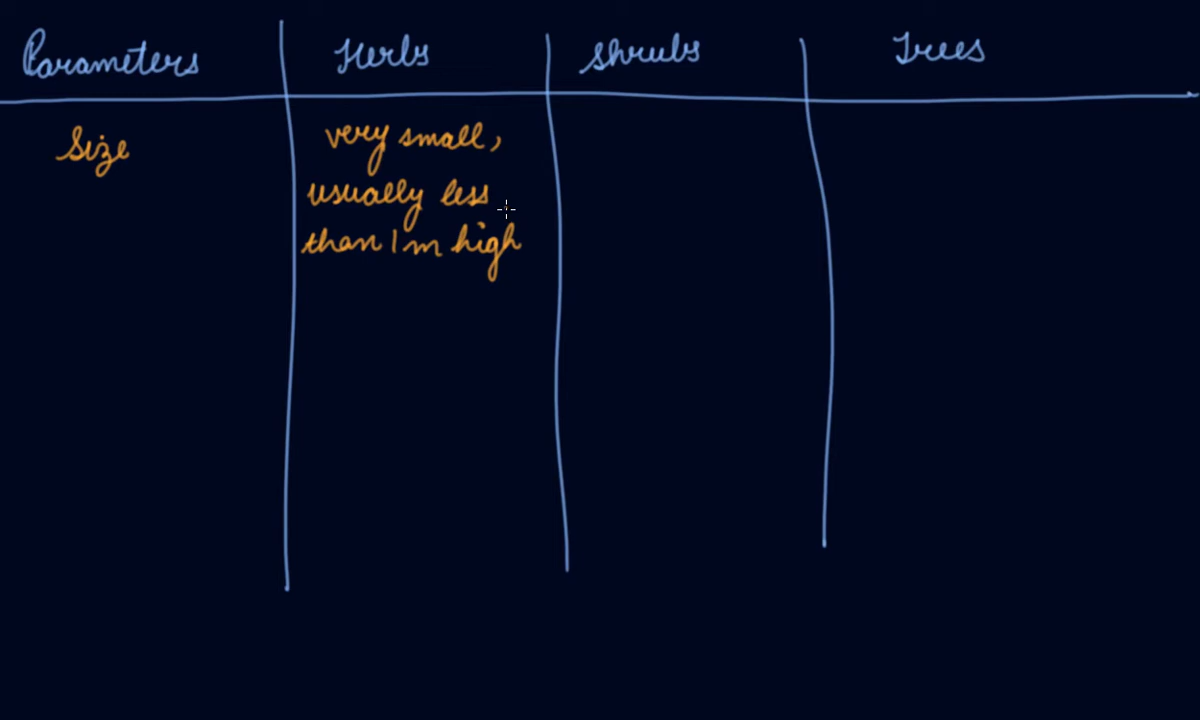 Parameters Herbs Shrubs Trees
Size very small,
usually less
than 1m high